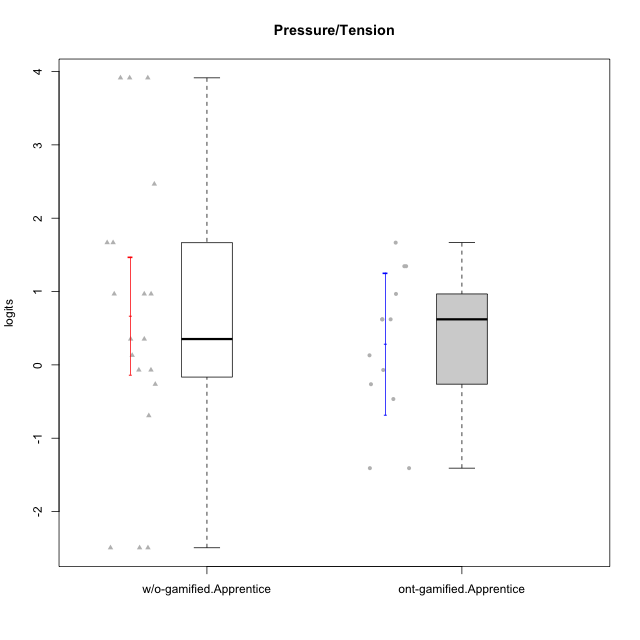 Pressure/Tension
logits
4
3
2
1
0
-1
-2
w/o-gamified.Apprentice
ont-gamified.Apprentice